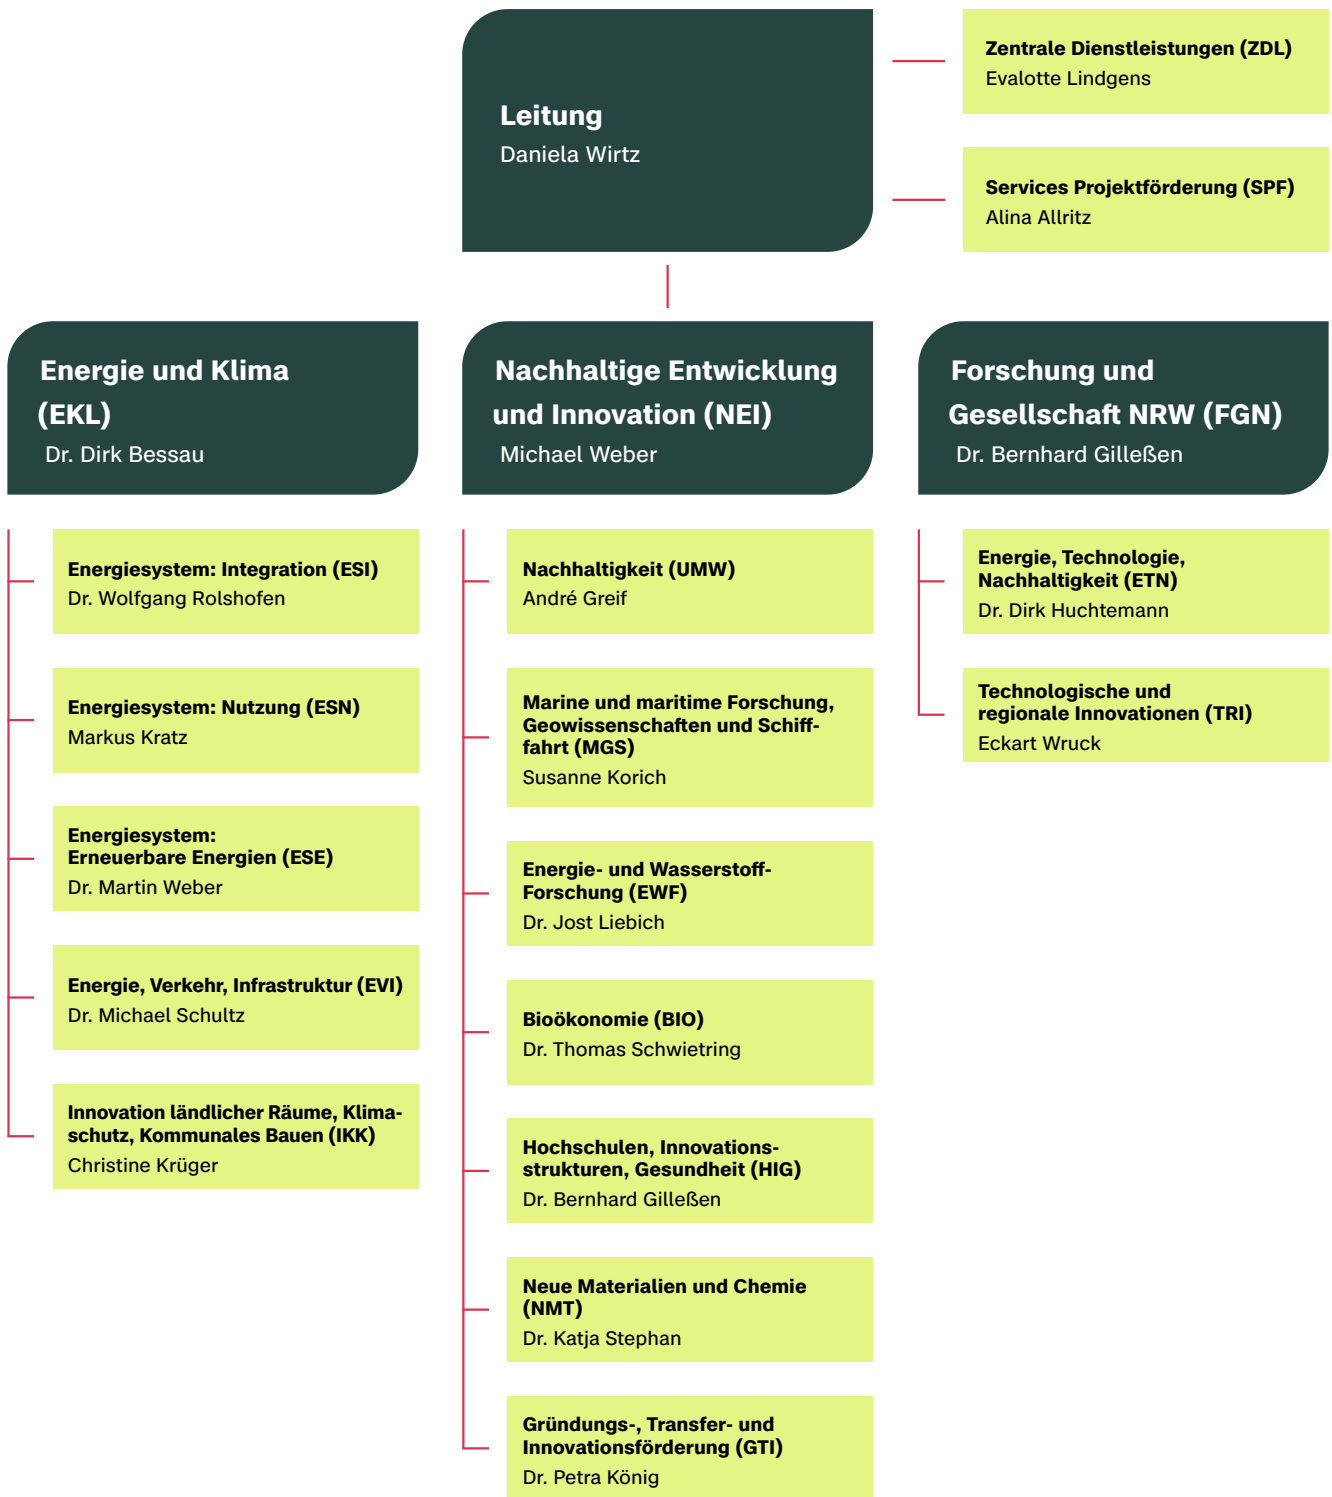 Leitung
Daniela Wirtz
Zentrale Dienstleistungen (ZDL)
Evalotte Lindgens
Services Projektförderung (SPF)
Alina Allritz
Energie und Klima
(EKL)
Dr. Dirk Bessau
Nachhaltige Entwicklung
und Innovation (NEI)
Michael Weber
Forschung und
Gesellschaft NRW (FGN)
Dr. Bernhard Gilleßen
Energiesystem: Integration (ESI)
Dr. Wolfgang Rolshofen
Energiesystem: Nutzung (ESN)
Markus Kratz
Energiesystem:
Erneuerbare Energien (ESE)
Dr. Martin Weber
Energie, Verkehr, Infrastruktur (EVI)
Dr. Michael Schultz
Innovation ländlicher Räume, Klima-
schutz, Kommunales Bauen (IKK)
Christine Krüger
Nachhaltigkeit (UMW)
André Greif
Marine und maritime Forschung,
Geowissenschaften und Schiff-
fahrt (MGS)
Susanne Korich
Energie- und Wasserstoff-
Forschung (EWF)
Dr. Jost Liebich
Bioökonomie (BIO)
Dr. Thomas Schwietring
Hochschulen, Innovations-
strukturen, Gesundheit (HIG)
Dr. Bernhard Gilleßen
Neue Materialien und Chemie
(NMT)
Dr. Katja Stephan
Gründungs-, Transfer- und
Innovationsförderung (GTI)
Dr. Petra König
Energie, Technologie,
Nachhaltigkeit (ETN)
Dr. Dirk Huchtemann
Technologische und
regionale Innovationen (TRI)
Eckart Wruck